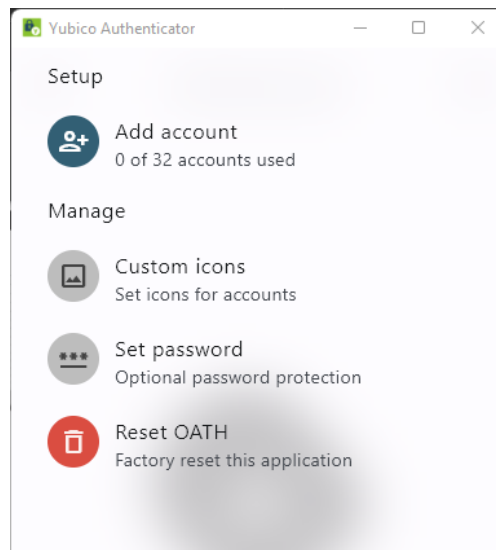 Yubico Authenticator
Setup
Add account
0 of 32 accounts used
Manage
Custom icons
Set icons for accounts
Set password
Optional password protection
Reset OATH
Factory reset this application